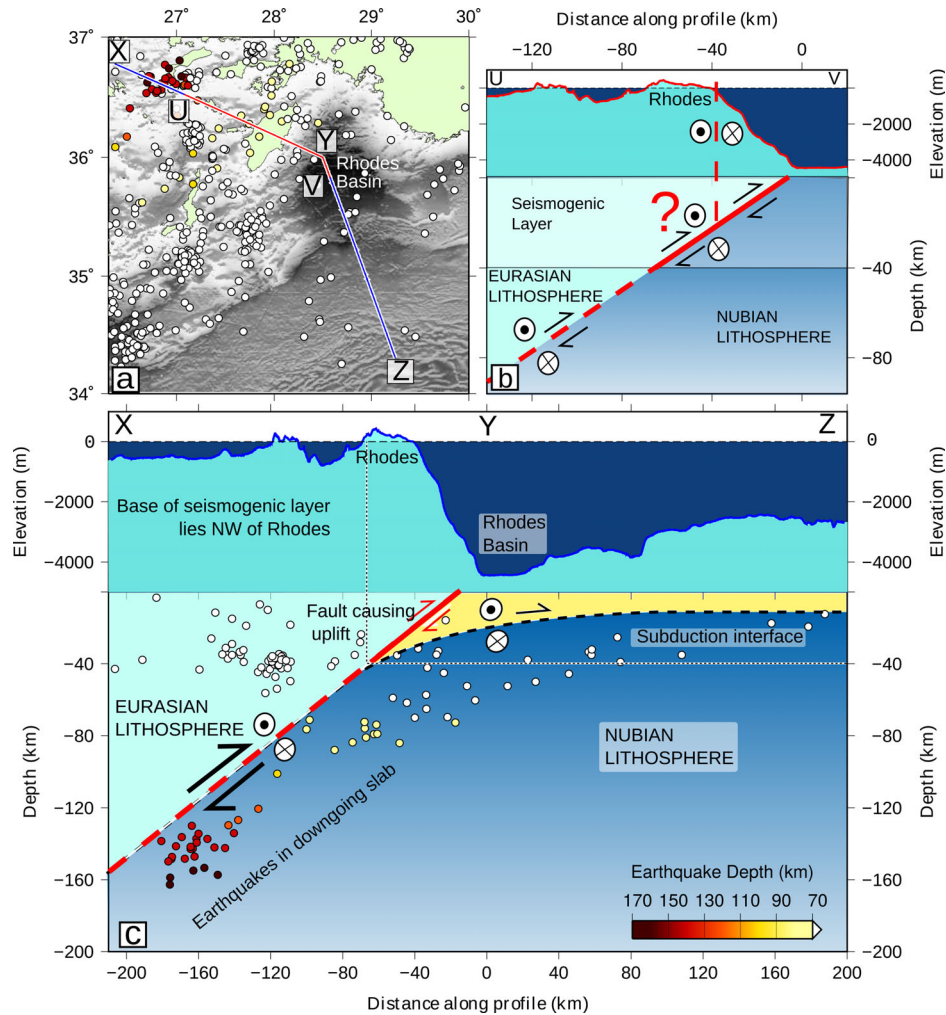 27° 28° 29° 30°
37°
36°
35°
34°
X
U
Y
V
Rhodes
Basin
Z
a
Distance along profile (km)
−120 −40 0
U V
Rhodes
0
−2000
−4000
Elevation (m)
?
Seismogenic
Layer
EURASIAN
LITHOSPHERE
NUBIAN
LITHOSPHERE
−40
−80
Depth (km)
b
X Y Z
0
−2000
−4000
Elevation (m)
0
−2000
−4000
Elevation (m)
Rhodes
Base of seismogenic layer
lies NW of Rhodes
Rhodes
Basin
Fault causing
uplift
Subduction interface
EURASIAN
LITHOSPHERE
NUBIAN
LITHOSPHERE
Earthquakes in downgoing slab
−40
−80
−120
−160
−200
Depth (km)
−40
−80
−120
−160
−200
Depth (km)
Earthquake Depth (km)
170 150 130 110 90 70
c
−200 −160 −120 −80 −40 0 40 80 120 160 200
Distance along profile (km)